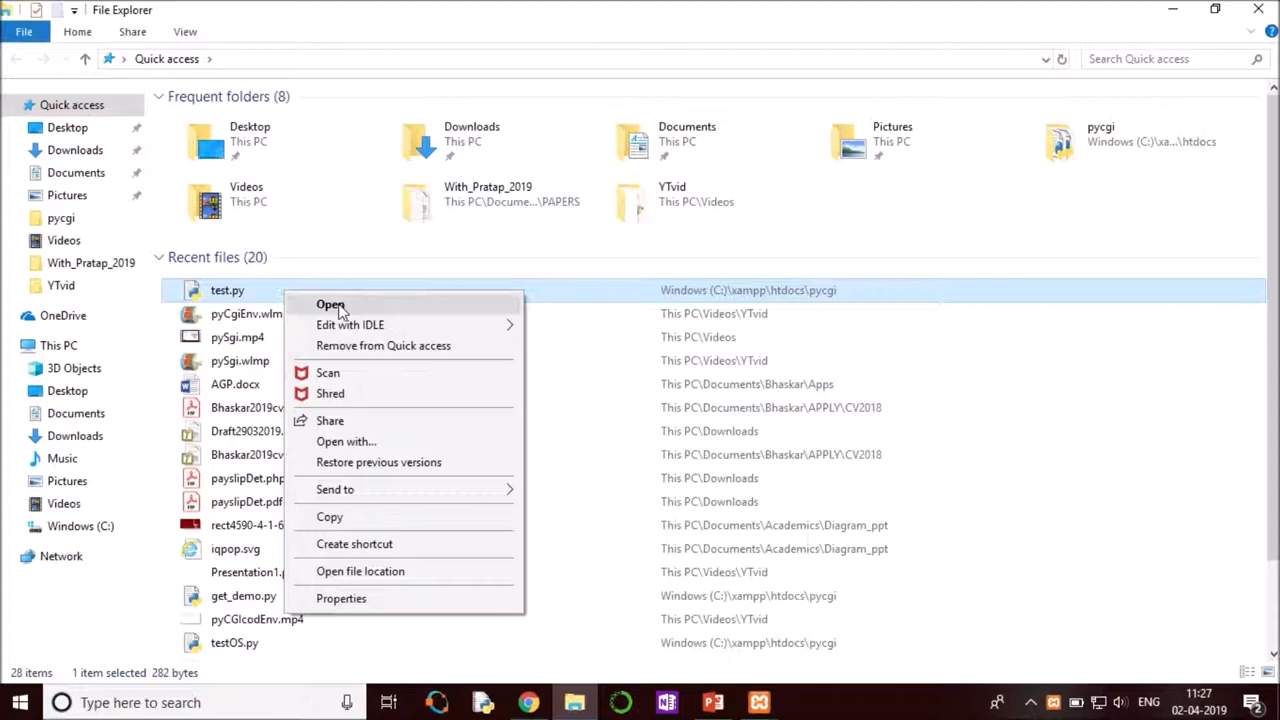 File Explorer
File Home Share View
Quick access
Search Quick access
Quick access
Desktop
Downloads
Documents
Pictures
pycgi
Videos
With_Pratap_2019
YTvid
OneDrive
This PC
3D Objects
Desktop
Documents
Downloads
Music
Pictures
Videos
Windows (C:)
Network
Frequent folders (8)
Desktop
This PC
Downloads
This PC
Documents
This PC
Pictures
This PC
pycgi
Windows (C:)\xa...\htdocs
Videos
This PC
With_Pratap_2019
This PC\Docume...\PAPERS
YTvid
This PC\Videos
Recent files (20)
test.py Windows (C:)\xampp\htdocs\pycgi
pyCgiEnv.wlm This PC\Videos\YTvid
pySgi.mp4 This PC\Videos
pySgi.wlmp This PC\Videos\YTvid
AGP.docx This PC\Documents\Bhaskar\Apps
Bhaskar2019cv This PC\Documents\Bhaskar\APPLY\CV2018
Draft29032019. This PC\Downloads
Bhaskar2019cv This PC\Documents\Bhaskar\APPLY\CV2018
payslipDet.php This PC\Downloads
payslipDet.pdf This PC\Downloads
rect4590-4-1-6 This PC\Documents\Academics\Diagram_ppt
iqpop.svg This PC\Documents\Academics\Diagram_ppt
Presentation1.p This PC\Videos\YTvid
get_demo.py Windows (C:)\xampp\htdocs\pycgi
pyCGIcodEnv.mp4 This PC\Videos\YTvid
testOS.py Windows (C:)\xampp\htdocs\pycgi
Open
Edit with IDLE
Remove from Quick access
Scan
Shred
Share
Open with...
Restore previous versions
Send to
Copy
Create shortcut
Open file location
Properties
28 items 1 item selected 282 bytes
Type here to search
ENG
11:27
02-04-2019
2